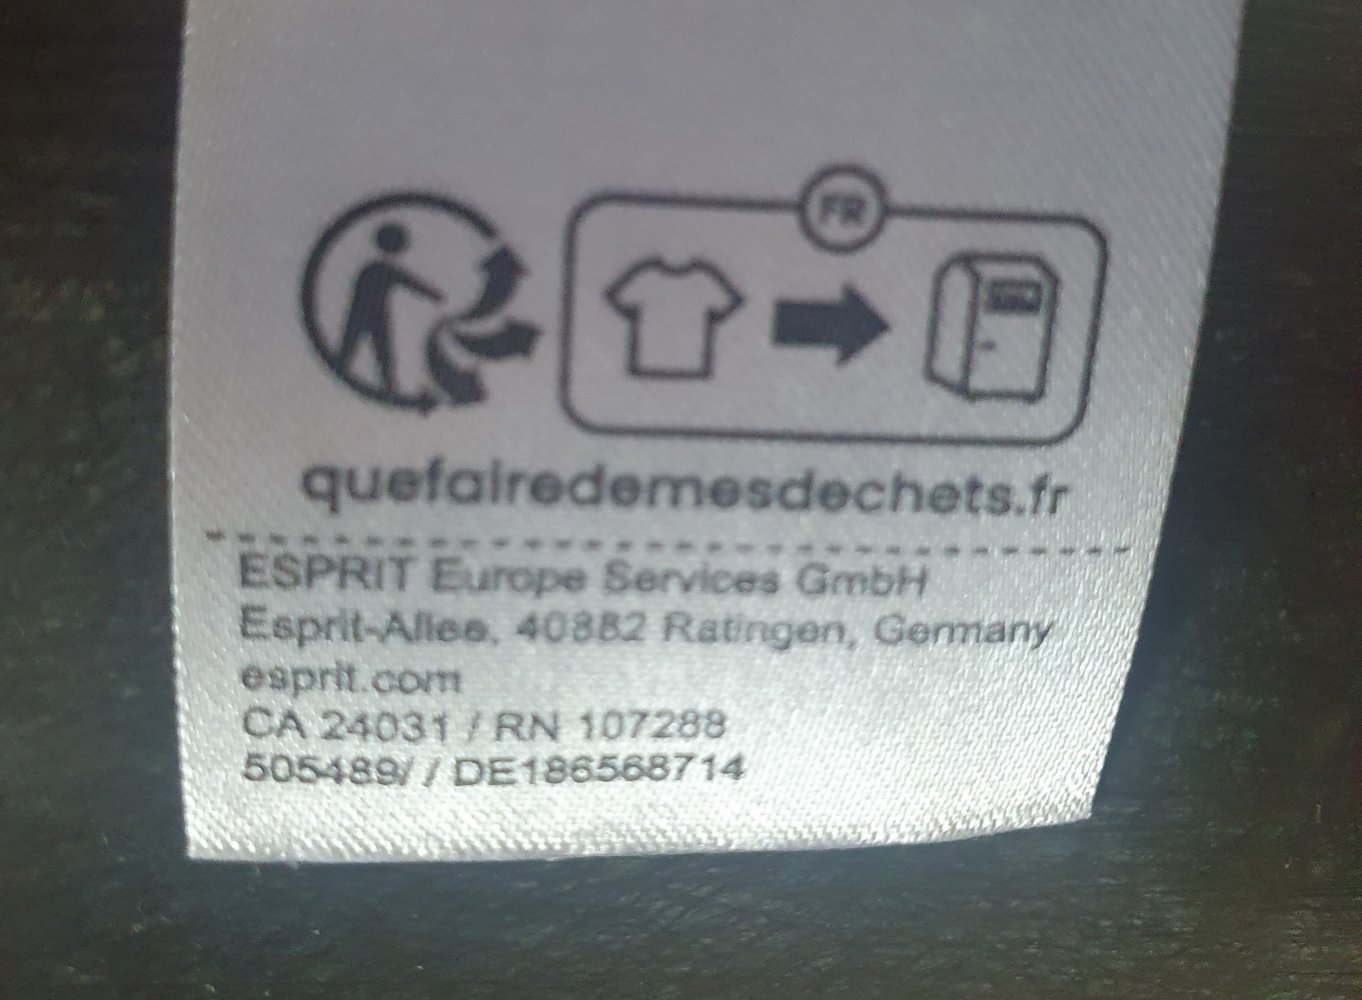 FR
quefairedemesdechets.fr
ESPRIT Europe Services GmbH
Esprit-Allee, 40882 Ratingen, Germany
esprit.com
CA 24031 / RN 107288
505489/ / DE186568714